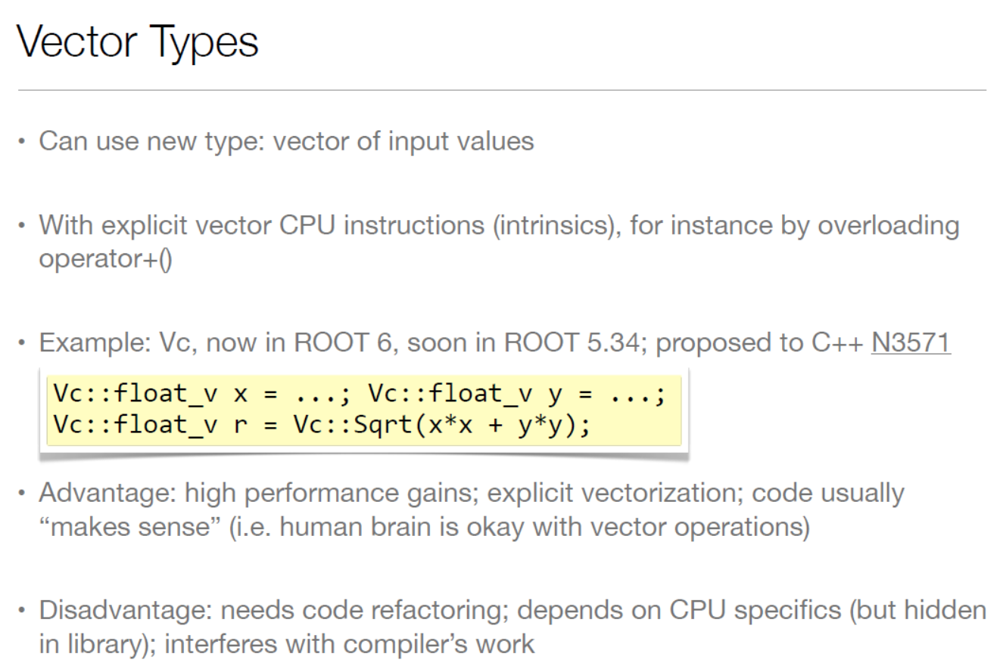 Vector Types
• Can use new type: vector of input values
• With explicit vector CPU instructions (intrinsics), for instance by overloading
operator+()
• Example: Vc, now in ROOT 6, soon in ROOT 5.34; proposed to C++ N3571
Vc::float_v x = ...; Vc::float_v y = ...;
Vc::float_v r = Vc::Sqrt(x*x + y*y);
• Advantage: high performance gains; explicit vectorization; code usually
“makes sense” (i.e. human brain is okay with vector operations)
• Disadvantage: needs code refactoring; depends on CPU specifics (but hidden
in library); interferes with compiler’s work